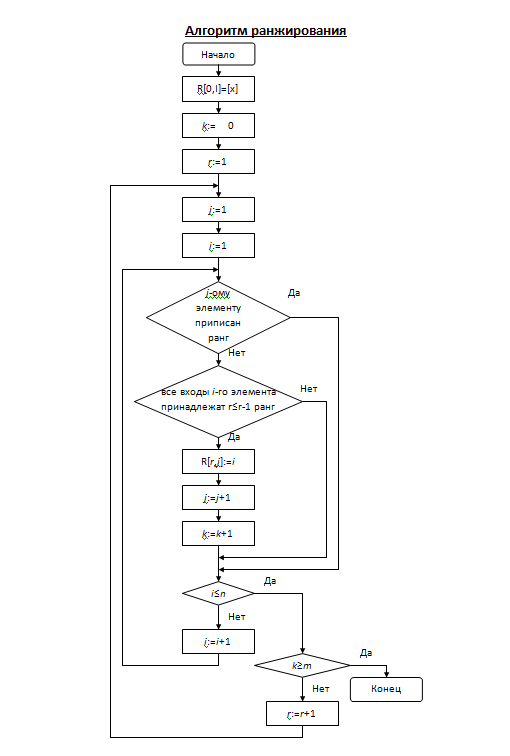 Алгоритм ранжирования
Начало
R[0,I]=[x]
k:= 0
r:=1
j:=1
i:=1
i-ому
элементу
приписан
ранг
Да
Нет
все входы i-го элемента
принадлежат r≤r-1 ранг
Нет
Да
R[r,j]:=i
j:=j+1
k:=k+1
i≤n
Да
Нет
i:=i+1
k≥m
Да
Нет
Конец
r:=r+1